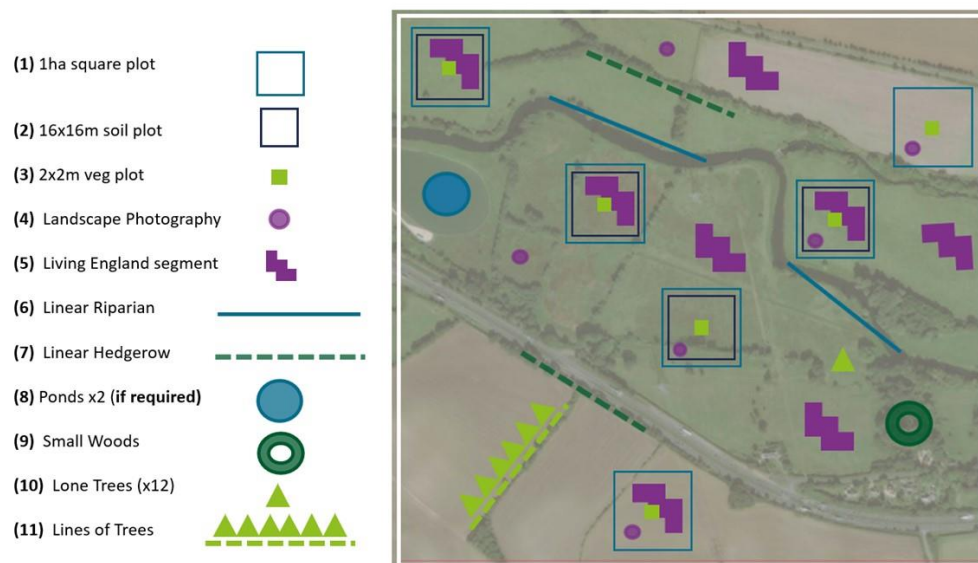 (1) 1ha square plot
(2) 16x16m soil plot
(3) 2x2m veg plot
(4) Landscape Photography
(5) Living England segment
(6) Linear Riparian
(7) Linear Hedgerow
(8) Ponds x2 (if required)
(9) Small Woods
(10) Lone Trees (x12)
(11) Lines of Trees